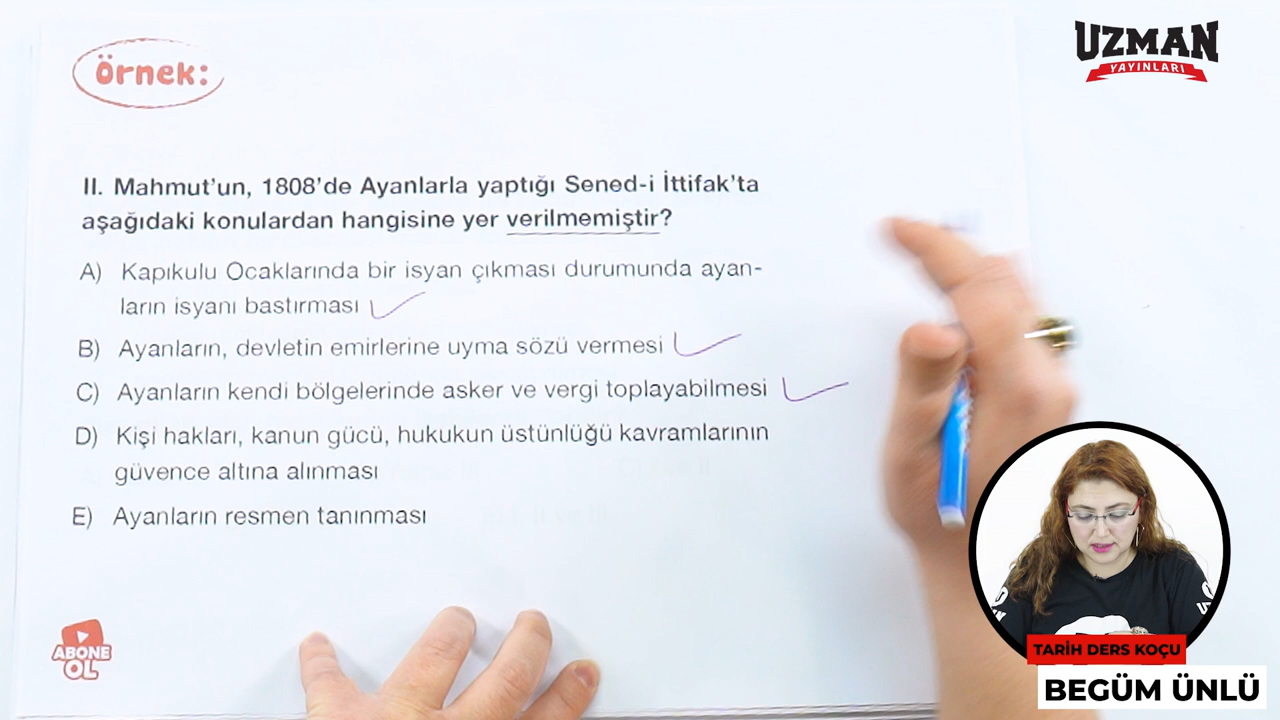 örnek:
UZMAN
YAYINLARI
II. Mahmut'un, 1808'de Ayanlarla yaptığı Sened-i İttifak'ta
aşağıdaki konulardan hangisine yer verilmemiştir?
A) Kapıkulu Ocaklarında bir isyan çıkması durumunda ayan-
ların isyanı bastırması
B) Ayanların, devletin emirlerine uyma sözü vermesi
C) Ayanların kendi bölgelerinde asker ve vergi toplayabilmesi
D) Kişi hakları, kanun gücü, hukukun üstünlüğü kavramlarının
güvence altına alınması
E) Ayanların resmen tanınması
ABONE
OL
TARİH DERS KOÇU
BEGÜM ÜNLÜ